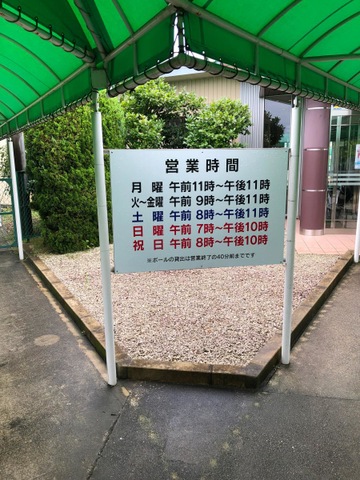 営業時間
月 曜 午前11時~午後11時
火~金曜 午前 9時~午後11時
土 曜 午前 8時~午後11時
日 曜 午前 7時~午後10時
祝 日 午前 8時~午後10時
※ボールの貸出は営業終了の40分前までです